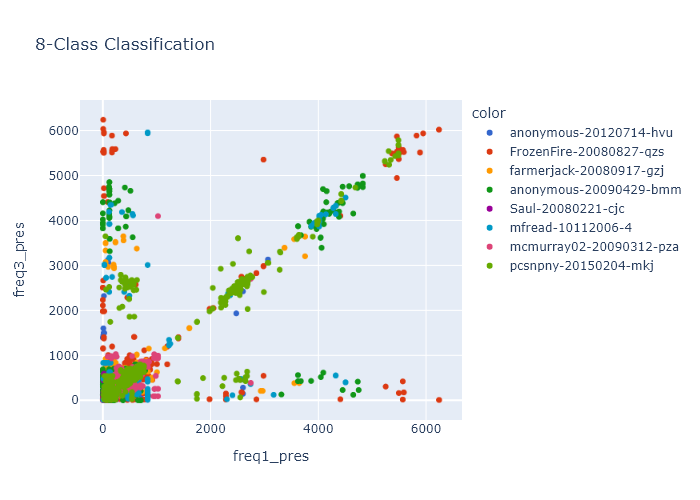 8-Class Classification
color
anonymous-20120714-hvu
FrozenFire-20080827-qzs
farmerjack-20080917-gzj
anonymous-20090429-bmm
Saul-20080221-cjc
mfread-10112006-4
mcmurray02-20090312-pza
pcsnpny-20150204-mkj
freq3_pres
6000
5000
4000
3000
2000
1000
0
0
2000
4000
6000
freq1_pres